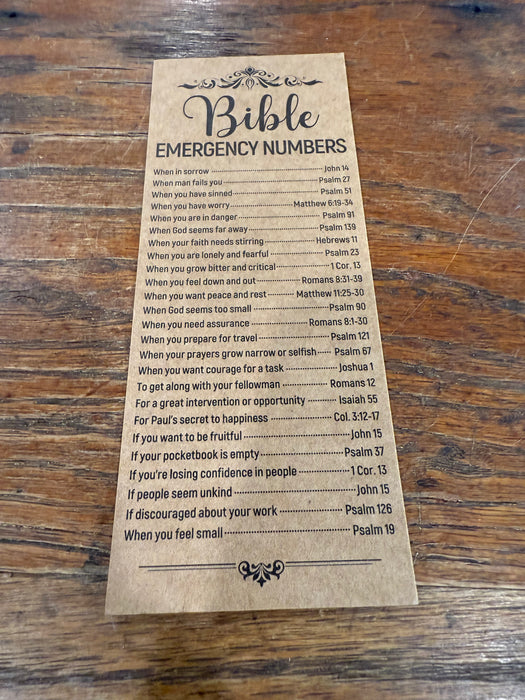 Bible
EMERGENCY NUMBERS
When in sorrow John 14
When man fails you Psalm 27
When you have sinned Psalm 51
When you have worry Matthew 6:19-34
When you are in danger Psalm 91
When God seems far away Psalm 139
When your faith needs stirring Hebrews 11
When you are lonely and fearful Psalm 23
When you grow bitter and critical 1 Cor. 13
When you feel down and out Romans 8:31-39
When you want peace and rest Matthew 11:25-30
When God seems too small Psalm 90
When you need assurance Romans 8:1-30
When you prepare for travel Psalm 121
When your prayers grow narrow or selfish Psalm 67
When you want courage for a task Joshua 1
To get along with your fellowman Romans 12
For a great intervention or opportunity Isaiah 55
For Paul's secret to happiness Col. 3:12-17
If you want to be fruitful John 15
If your pocketbook is empty Psalm 37
If you're losing confidence in people 1 Cor. 13
If people seem unkind John 15
If discouraged about your work Psalm 126
When you feel small Psalm 19